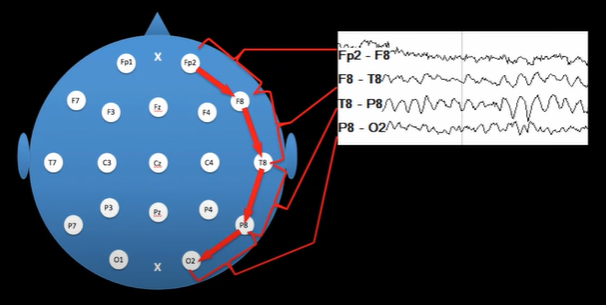 Fp1 X Fp2
F7 F3 Fz F4 F8
T7 C3 Cz C4 T8
P7 P3 Pz P4 P8
O1 X O2
Fp2 - F8
F8 - T8
T8 - P8
P8 - O2